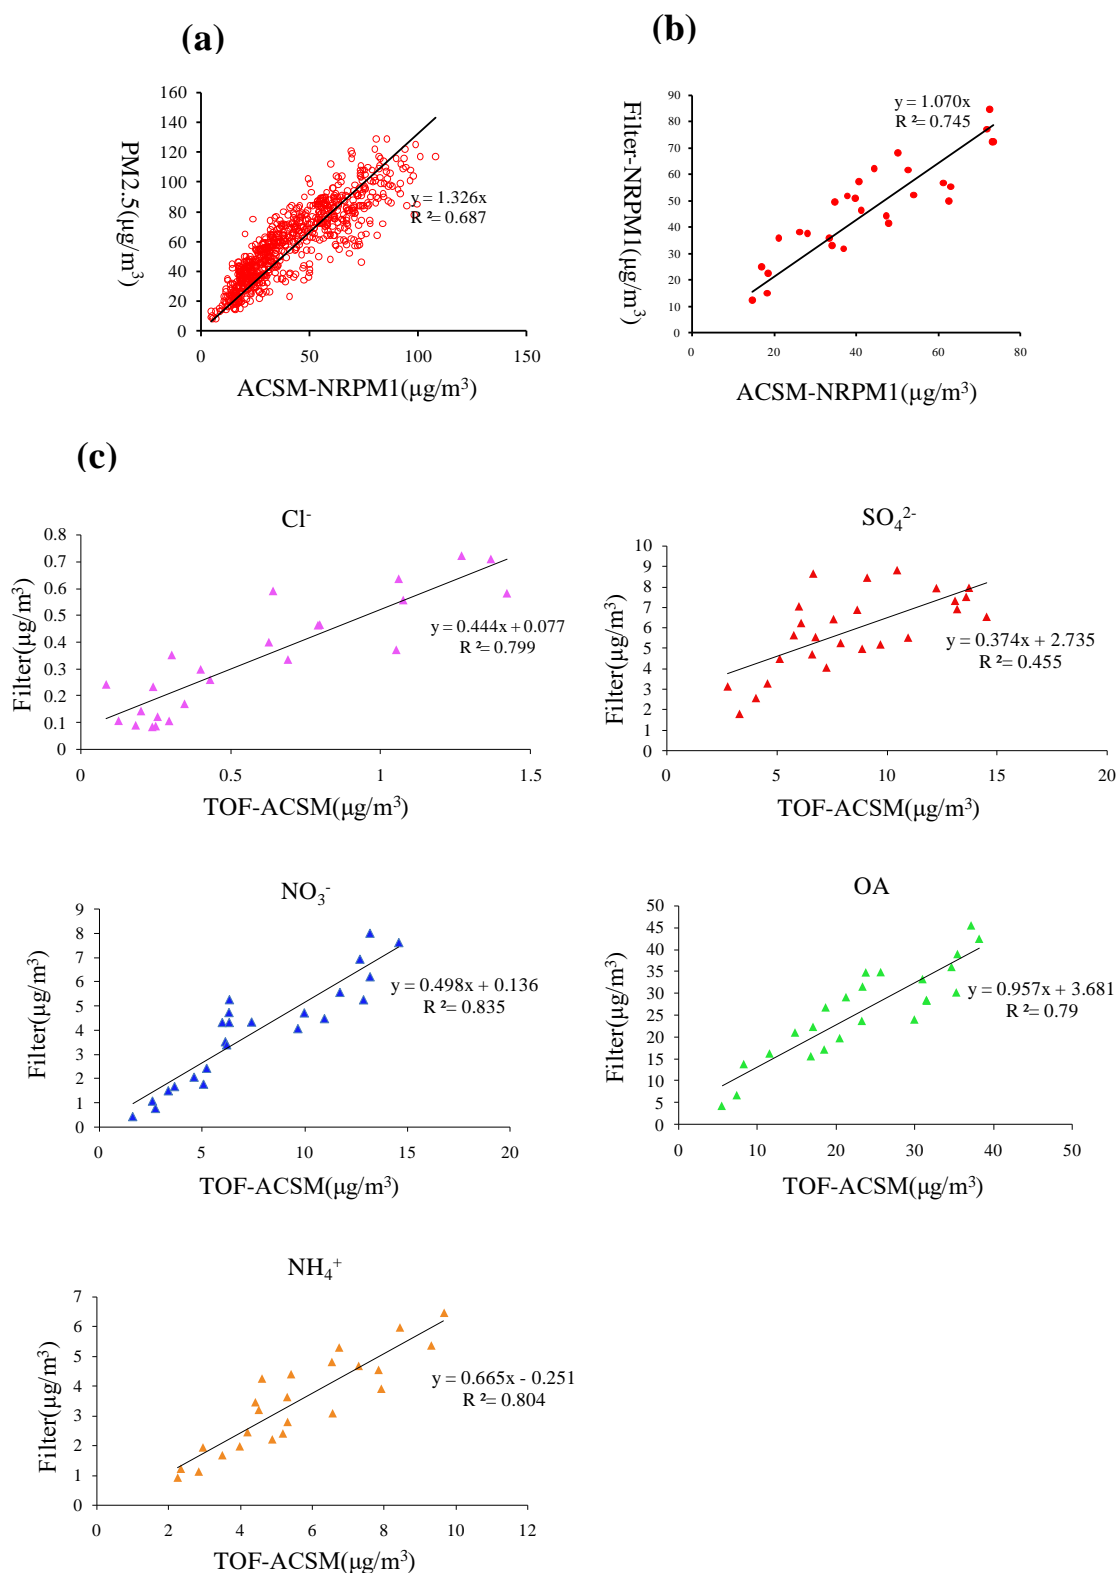 (a)
160
140
120
100
80
60
40
20
0
PM2.5(μg/m³)
y = 1.326x
R ²= 0.687
0 50 100 150
ACSM-NRPM1(μg/m³)
(b)
90
80
70
60
50
40
30
20
10
0
Filter-NRPM1(μg/m³)
y = 1.070x
R ²= 0.745
0 20 40 60 80
ACSM-NRPM1(μg/m³)
(c)
Cl⁻
0.8
0.7
0.6
0.5
0.4
0.3
0.2
0.1
0
Filter(μg/m³)
y = 0.444x + 0.077
R ²= 0.799
0 0.5 1 1.5
TOF-ACSM(μg/m³)
SO₄²⁻
10
9
8
7
6
5
4
3
2
1
0
Filter(μg/m³)
y = 0.374x + 2.735
R ²= 0.455
0 5 10 15 20
TOF-ACSM(μg/m³)
NO₃⁻
9
8
7
6
5
4
3
2
1
0
Filter(μg/m³)
y = 0.498x + 0.136
R ²= 0.835
0 5 10 15 20
TOF-ACSM(μg/m³)
OA
50
45
40
35
30
25
20
15
10
5
0
Filter(μg/m³)
y = 0.957x + 3.681
R ²= 0.79
0 10 20 30 40 50
TOF-ACSM(μg/m³)
NH₄⁺
7
6
5
4
3
2
1
0
Filter(μg/m³)
y = 0.665x - 0.251
R ²= 0.804
0 2 4 6 8 10 12
TOF-ACSM(μg/m³)